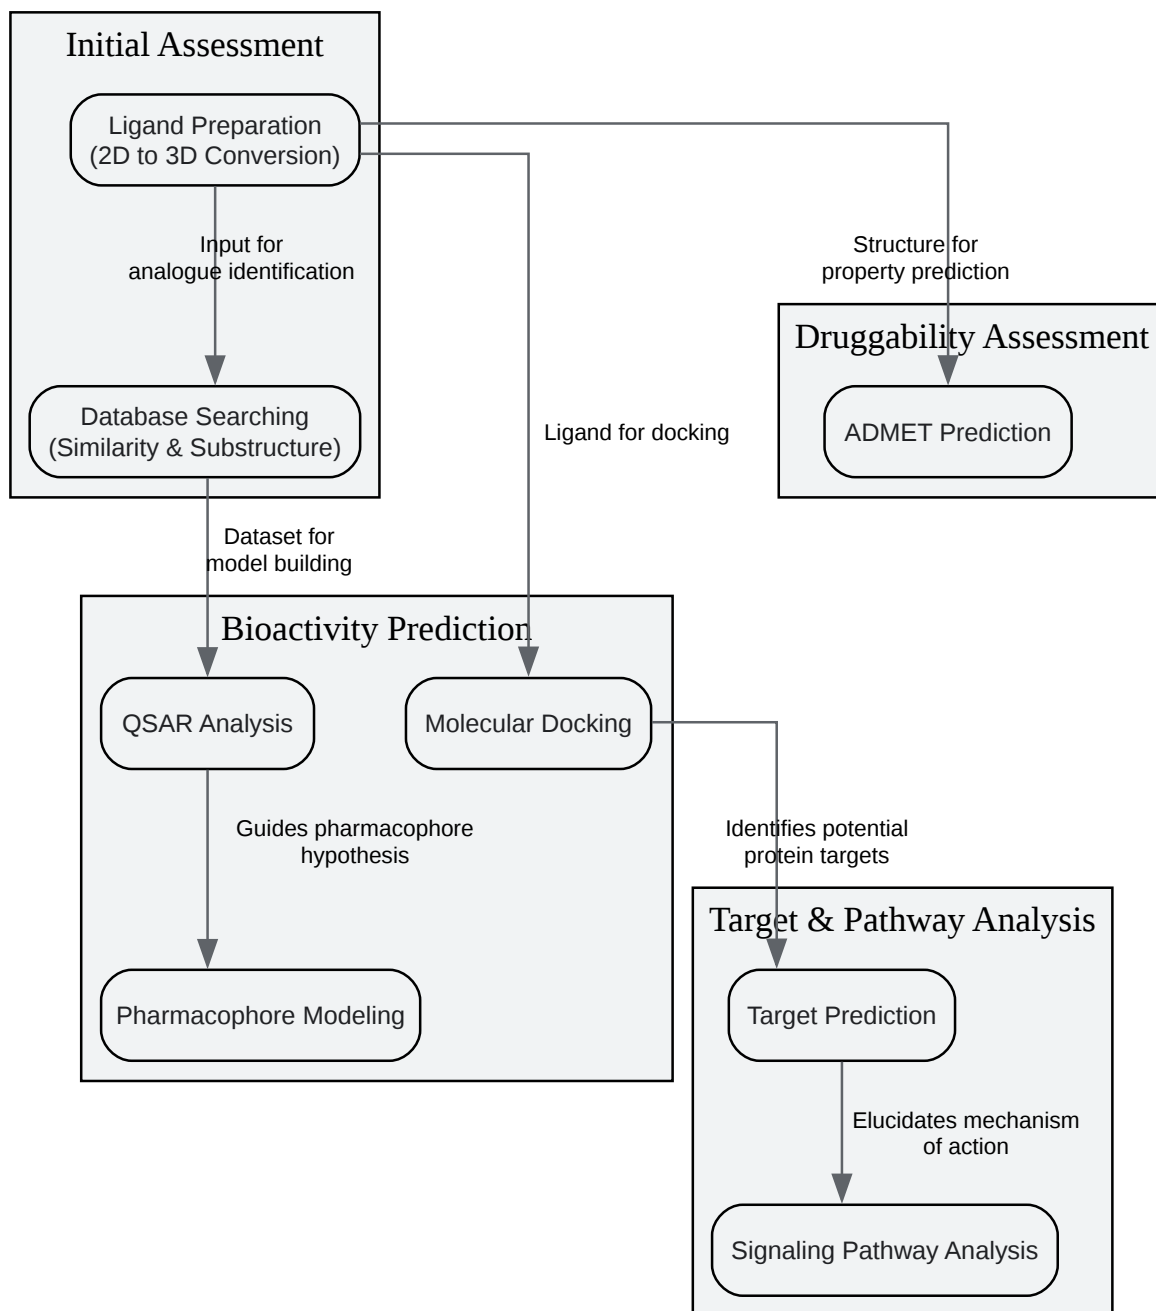 Initial Assessment
Ligand Preparation
(2D to 3D Conversion)
Input for
analogue identification
Structure for
property prediction
Druggability Assessment
Database Searching
(Similarity & Substructure)
Ligand for docking
ADMET Prediction
Dataset for
model building
Bioactivity Prediction
QSAR Analysis
Molecular Docking
Guides pharmacophore
hypothesis
Identifies potential
protein targets
Target & Pathway Analysis
Pharmacophore Modeling
Target Prediction
Elucidates mechanism
of action
Signaling Pathway Analysis